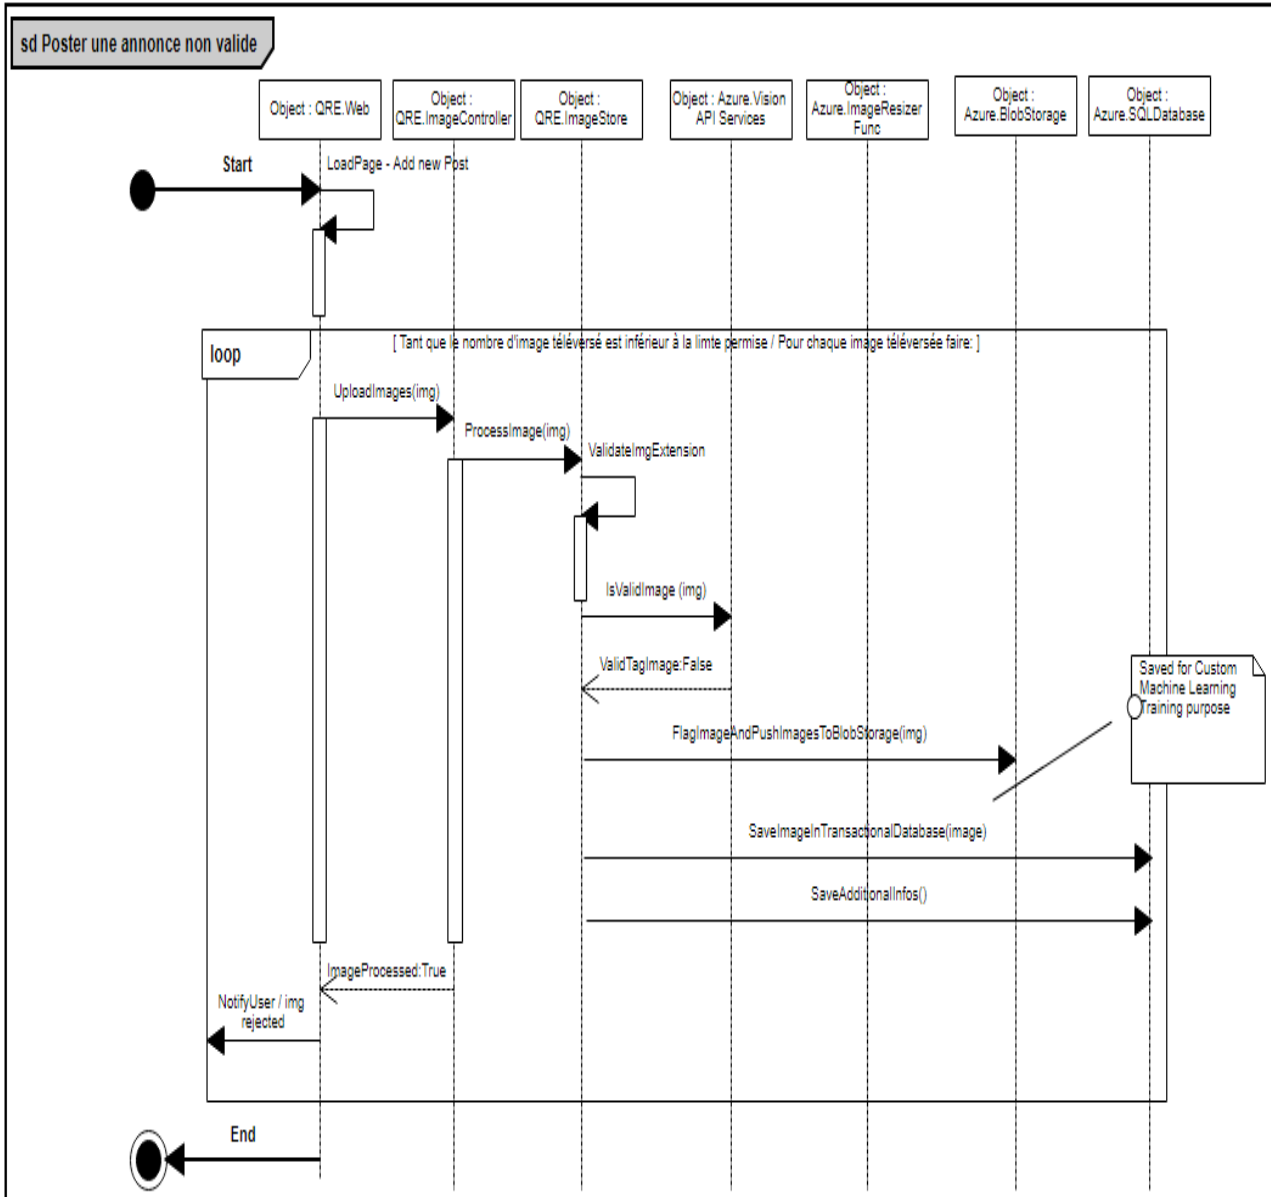 sd Poster une annonce non valide
Object : QRE.Web
Object :
QRE.ImageController
Object :
QRE.ImageStore
Object : Azure.Vision
API Services
Object :
Azure.ImageResizer
Func
Object :
Azure.BlobStorage
Object :
Azure.SQLDatabase
Start
LoadPage - Add new Post
loop
[ Tant que le nombre d'image téléversé est inférieur à la limte permise / Pour chaque image téléversée faire: ]
UploadImages(img)
ProcessImage(img)
ValidateImgExtension
IsValidImage (img)
ValidTagImage:False
Saved for Custom
Machine Learning
Training purpose
FlagImageAndPushImagesToBlobStorage(img)
SaveImageInTransactionalDatabase(image)
SaveAdditionalInfos()
ImageProcessed:True
NotifyUser / img
rejected
End